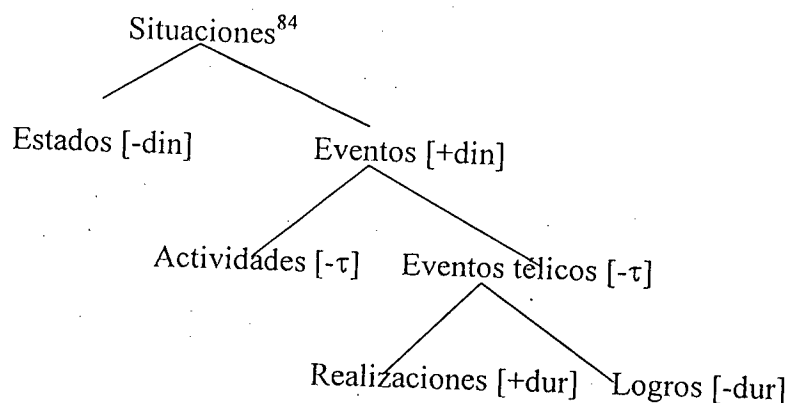 Situaciones⁸⁴
Estados [-din] Eventos [+din]
Actividades [-τ] Eventos télicos [-τ]
Realizaciones [+dur] Logros [-dur]